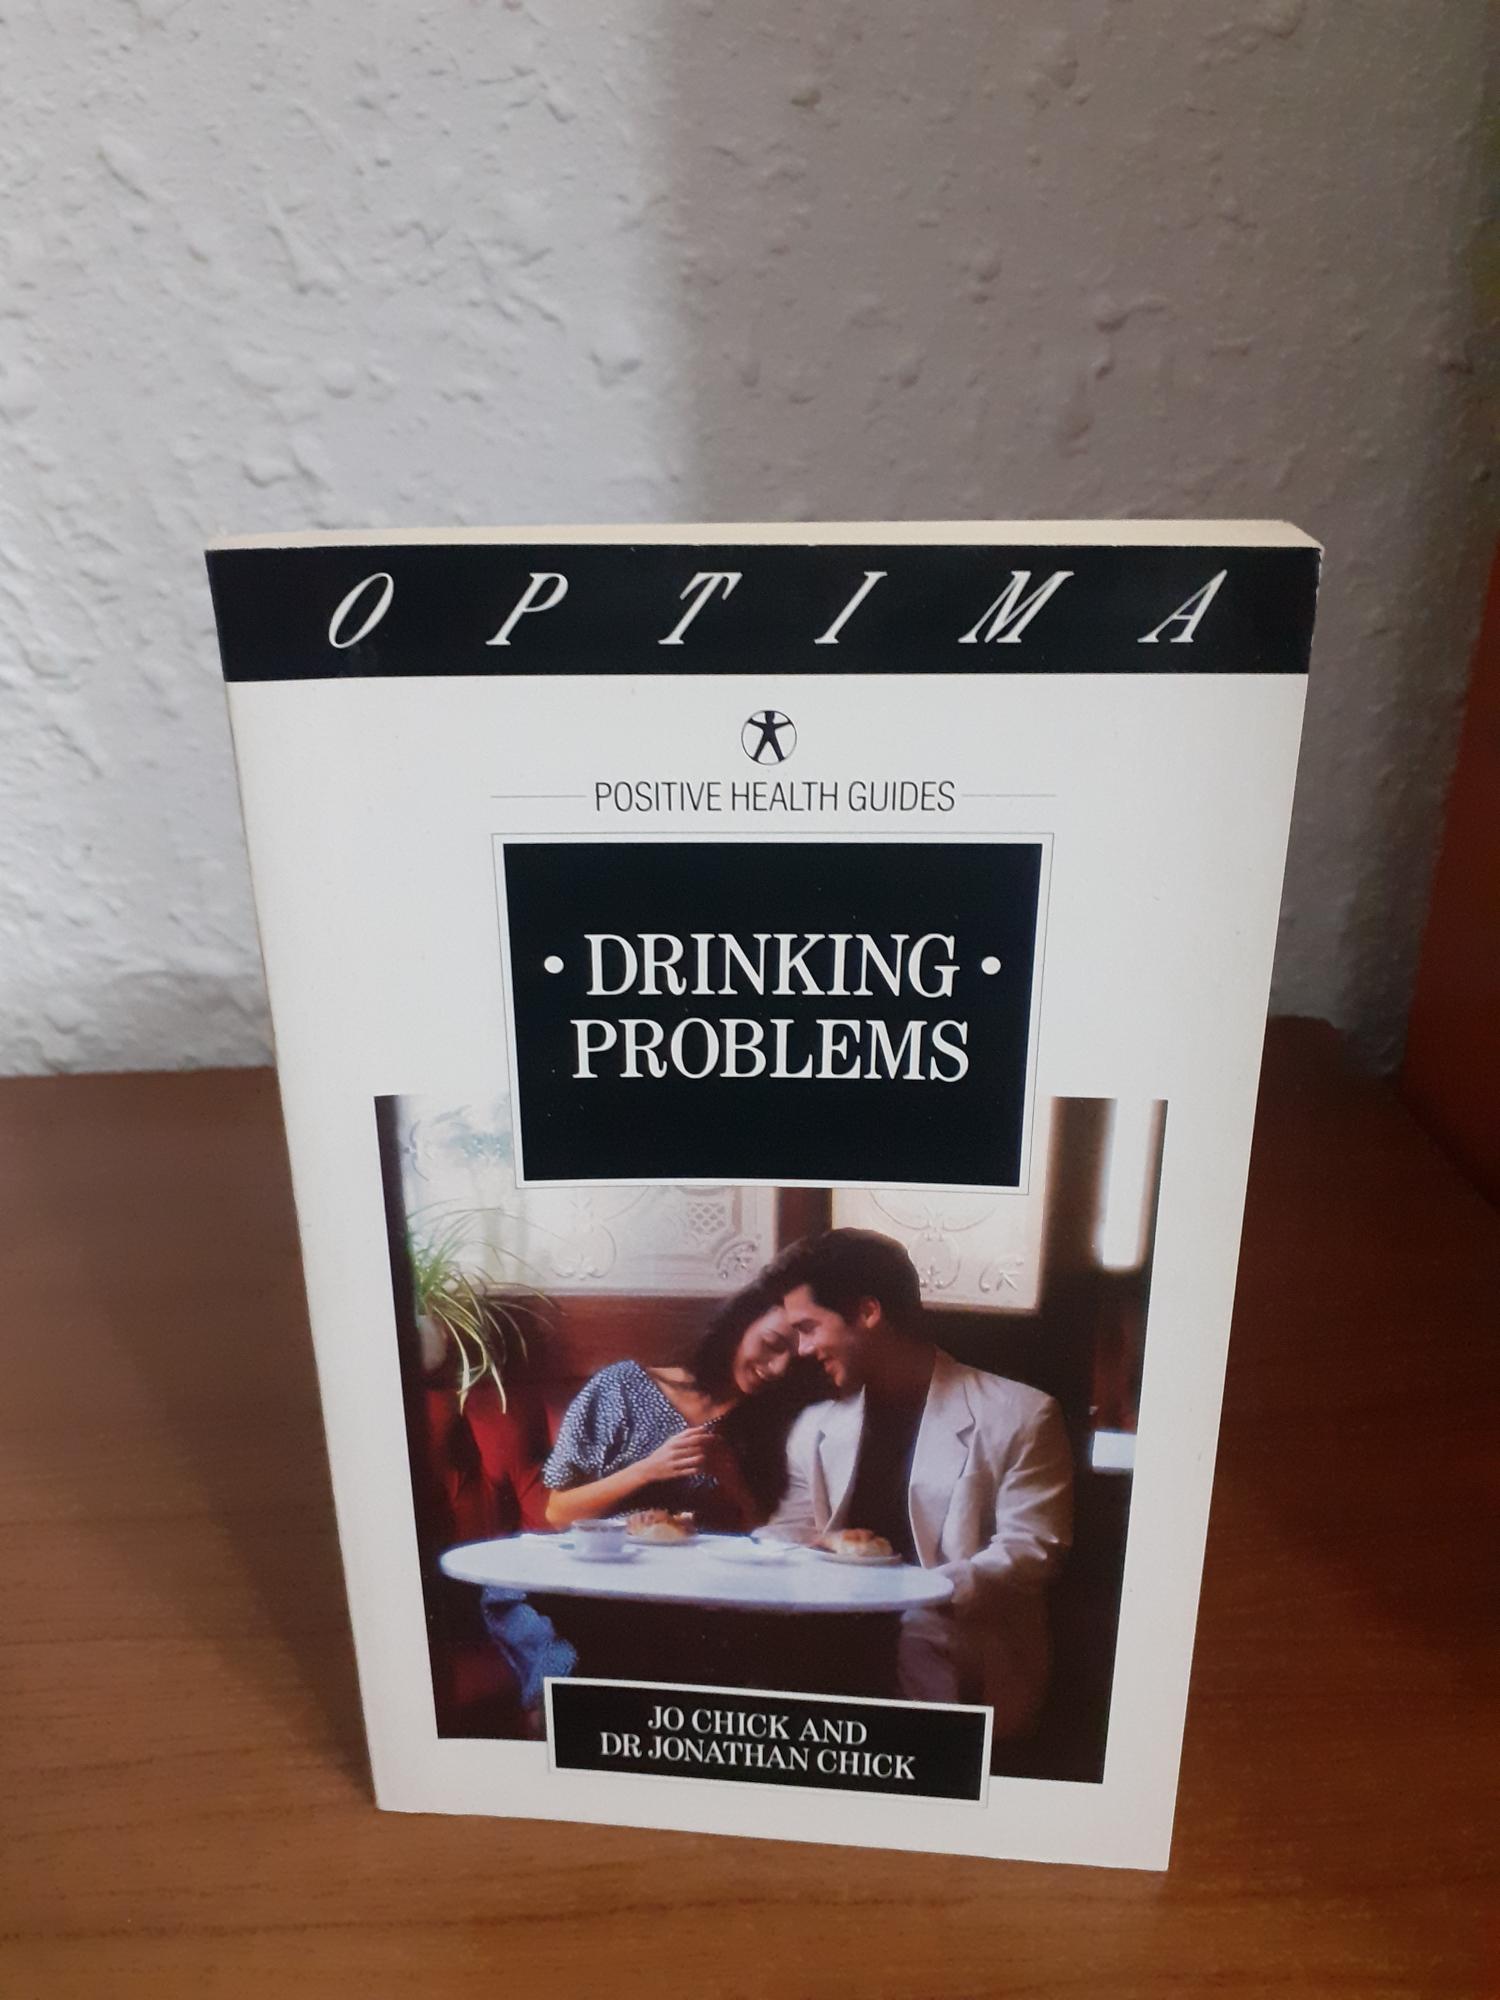 OPTIMA
POSITIVE HEALTH GUIDES
• DRINKING •
PROBLEMS
JO CHICK AND
DR JONATHAN CHICK